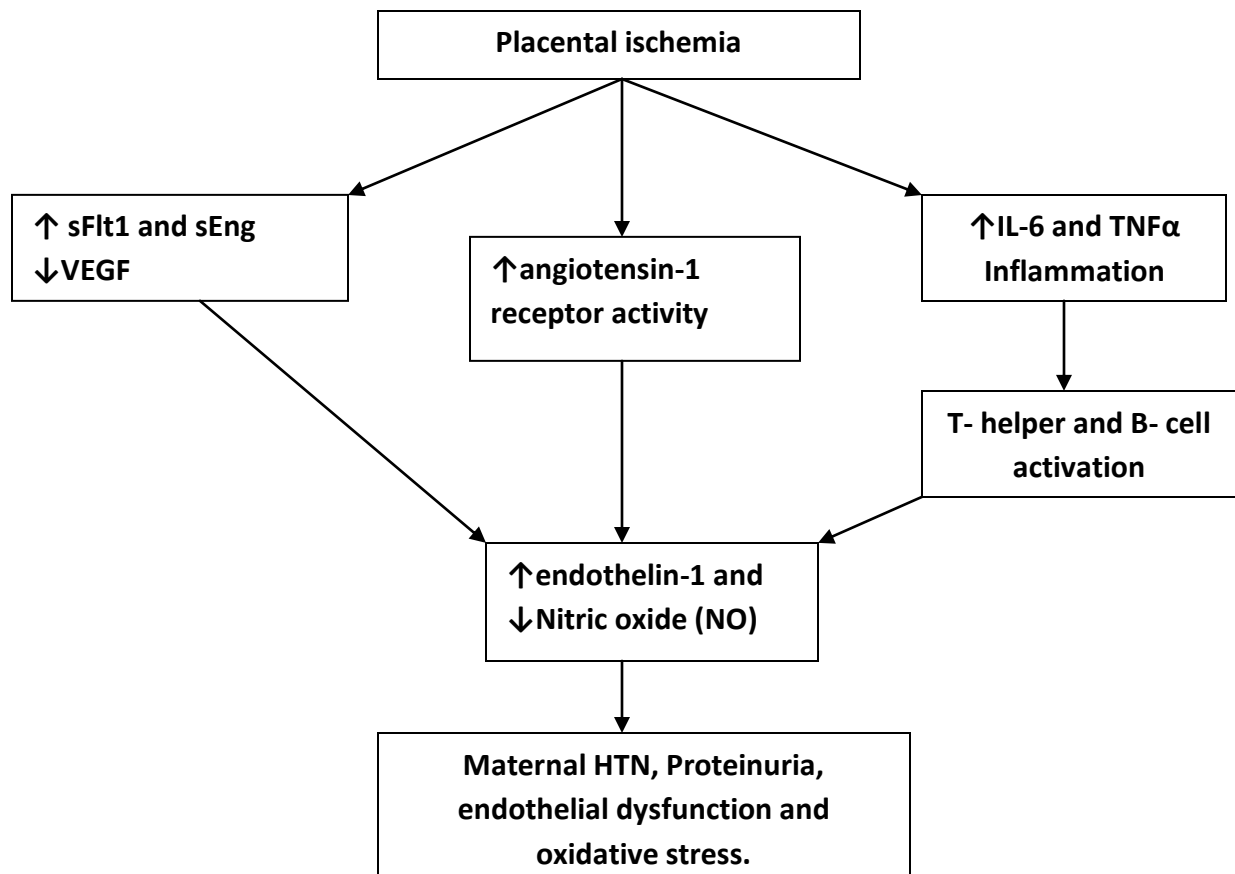 Placental ischemia
↑ sFlt1 and sEng
↓VEGF
↑angiotensin-1
receptor activity
↑IL-6 and TNFα
Inflammation
T- helper and B- cell
activation
↑endothelin-1 and
↓Nitric oxide (NO)
Maternal HTN, Proteinuria,
endothelial dysfunction and
oxidative stress.